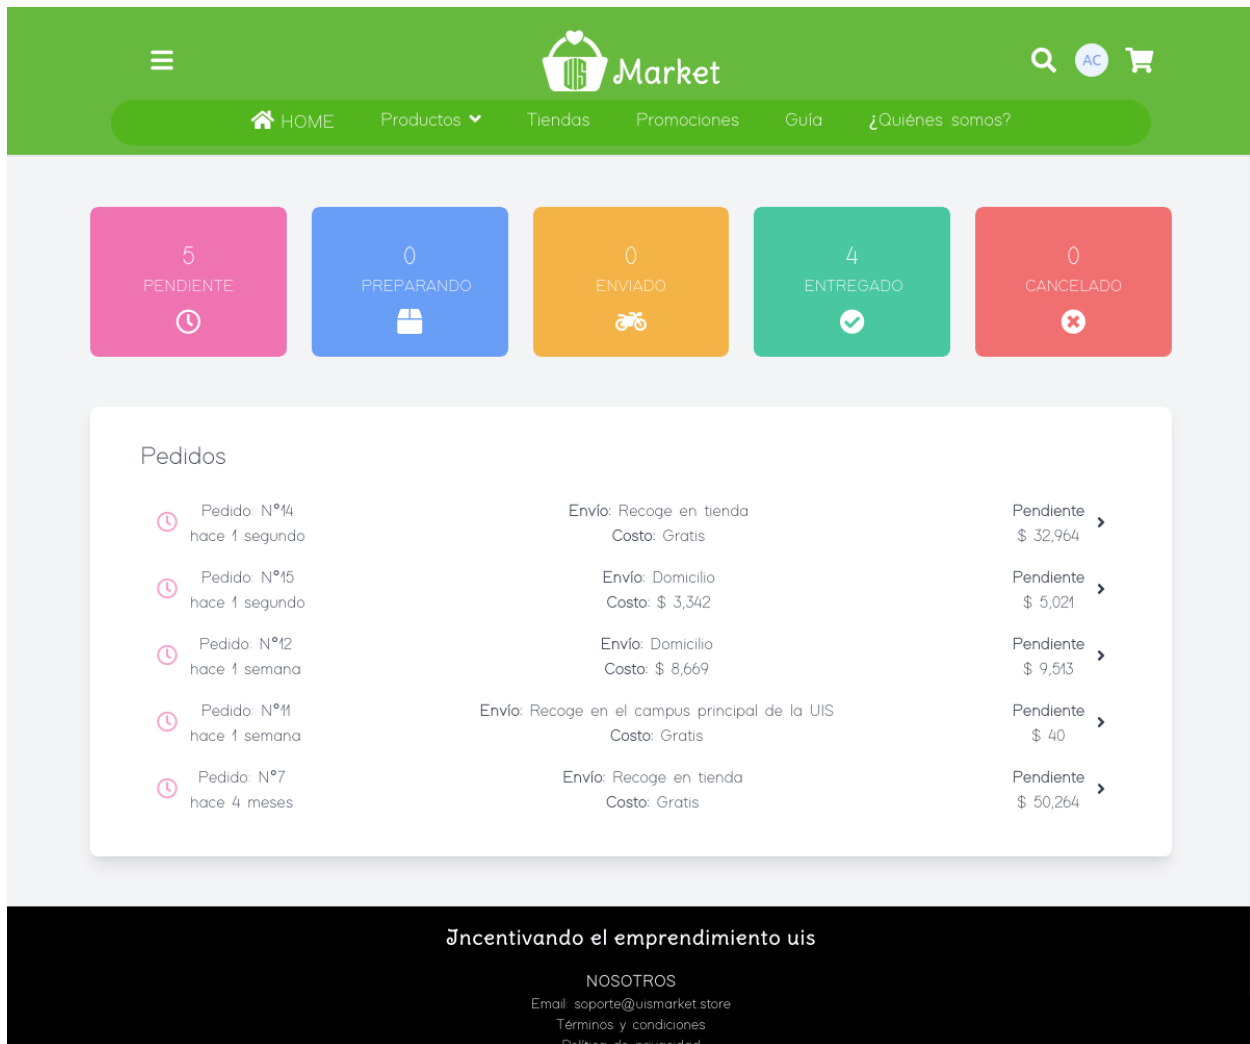 UIS Market
AC
HOME Productos Tiendas Promociones Guía ¿Quiénes somos?
5
PENDIENTE
0
PREPARANDO
0
ENVIADO
4
ENTREGADO
0
CANCELADO
Pedidos
Pedido: N°14 Envío: Recoge en tienda Pendiente
hace 1 segundo Costo: Gratis $ 32,964
Pedido: N°15 Envío: Domicilio Pendiente
hace 1 segundo Costo: $ 3,342 $ 5,021
Pedido: N°12 Envío: Domicilio Pendiente
hace 1 semana Costo: $ 8,669 $ 9,513
Pedido: N°11 Envío: Recoge en el campus principal de la UIS Pendiente
hace 1 semana Costo: Gratis $ 40
Pedido: N°7 Envío: Recoge en tienda Pendiente
hace 4 meses Costo: Gratis $ 50,264
Incentivando el emprendimiento uis
NOSOTROS
Email: soporte@uismarket.store
Términos y condiciones
Política de privacidad